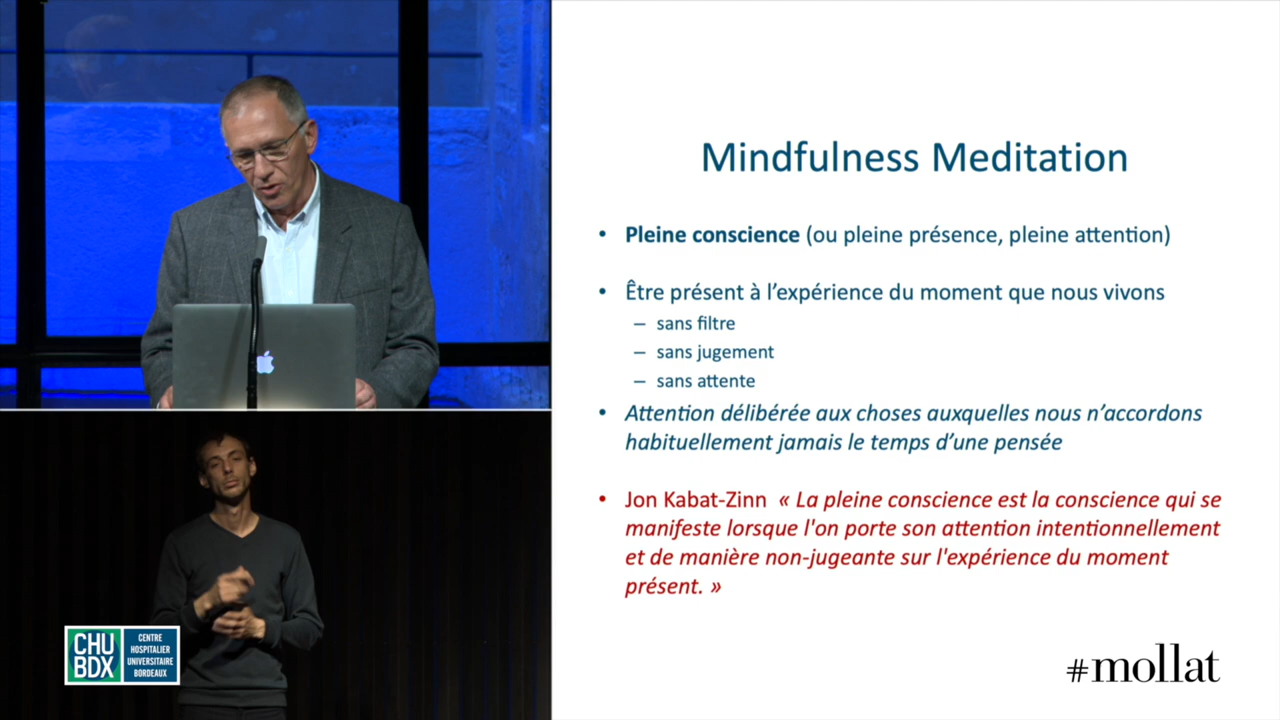 Mindfulness Meditation
• Pleine conscience (ou pleine présence, pleine attention)
• Être présent à l’expérience du moment que nous vivons
– sans filtre
– sans jugement
– sans attente
• Attention délibérée aux choses auxquelles nous n’accordons
habituellement jamais le temps d’une pensée
• Jon Kabat-Zinn « La pleine conscience est la conscience qui se
manifeste lorsque l'on porte son attention intentionnellement
et de manière non-jugeante sur l'expérience du moment
présent. »
CHU
BDX
CENTRE
HOSPITALIER
UNIVERSITAIRE
BORDEAUX
#mollat